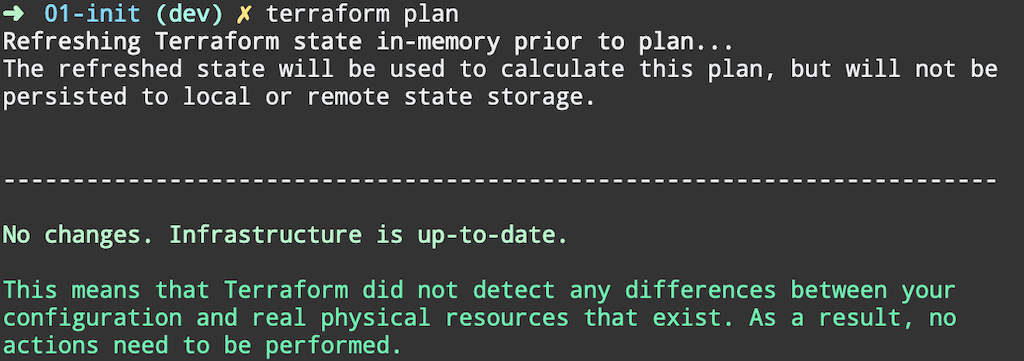 ➜ 01-init (dev) ✗ terraform plan
Refreshing Terraform state in-memory prior to plan...
The refreshed state will be used to calculate this plan, but will not be
persisted to local or remote state storage.
------------------------------------------------------------------------
No changes. Infrastructure is up-to-date.
This means that Terraform did not detect any differences between your
configuration and real physical resources that exist. As a result, no
actions need to be performed.